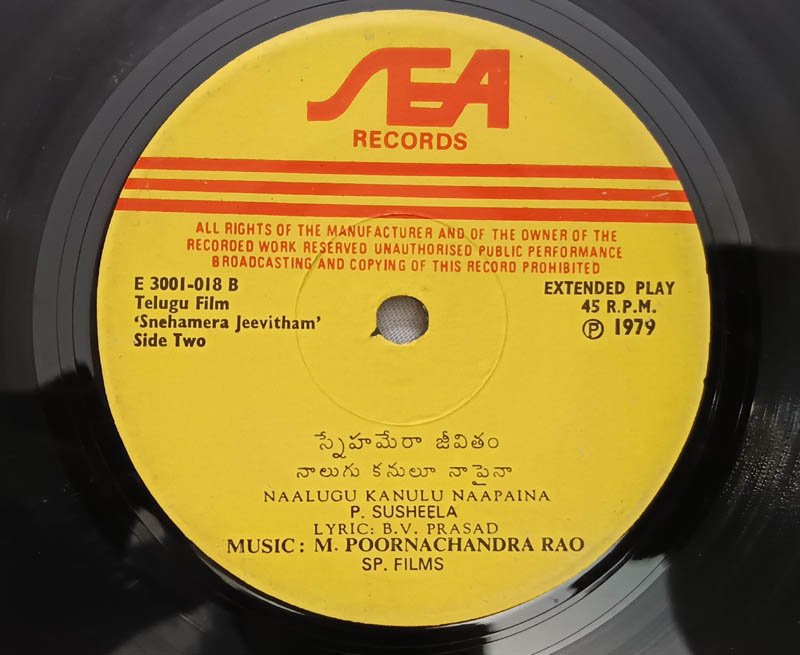 SEA
RECORDS
ALL RIGHTS OF THE MANUFACTURER AND OF THE OWNER OF THE
RECORDED WORK RESERVED UNAUTHORISED PUBLIC PERFORMANCE
BROADCASTING AND COPYING OF THIS RECORD PROHIBITED
E 3001-018 B
Telugu Film
'Snehamera Jeevitham'
Side Two
EXTENDED PLAY
45 R.P.M.
Ⓟ 1979
స్నేహమేరా జీవితం
నాలుగు కనులూ నాపైనా
NAALUGU KANULU NAAPAINA
P. SUSHEELA
LYRIC: B.V. PRASAD
MUSIC : M. POORNACHANDRA RAO
SP. FILMS